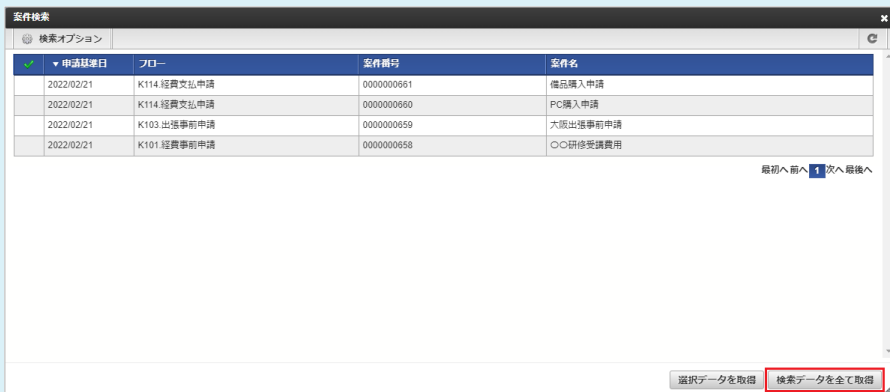 案件検索
検索オプション
▼申請基準日 フロー 案件番号 案件名
2022/02/21 K114.経費支払申請 0000000661 備品購入申請
2022/02/21 K114.経費支払申請 0000000660 PC購入申請
2022/02/21 K103.出張事前申請 0000000659 大阪出張事前申請
2022/02/21 K101.経費事前申請 0000000658 〇〇研修受講費用
最初へ 前へ 1 次へ 最後へ
選択データを取得 検索データを全て取得